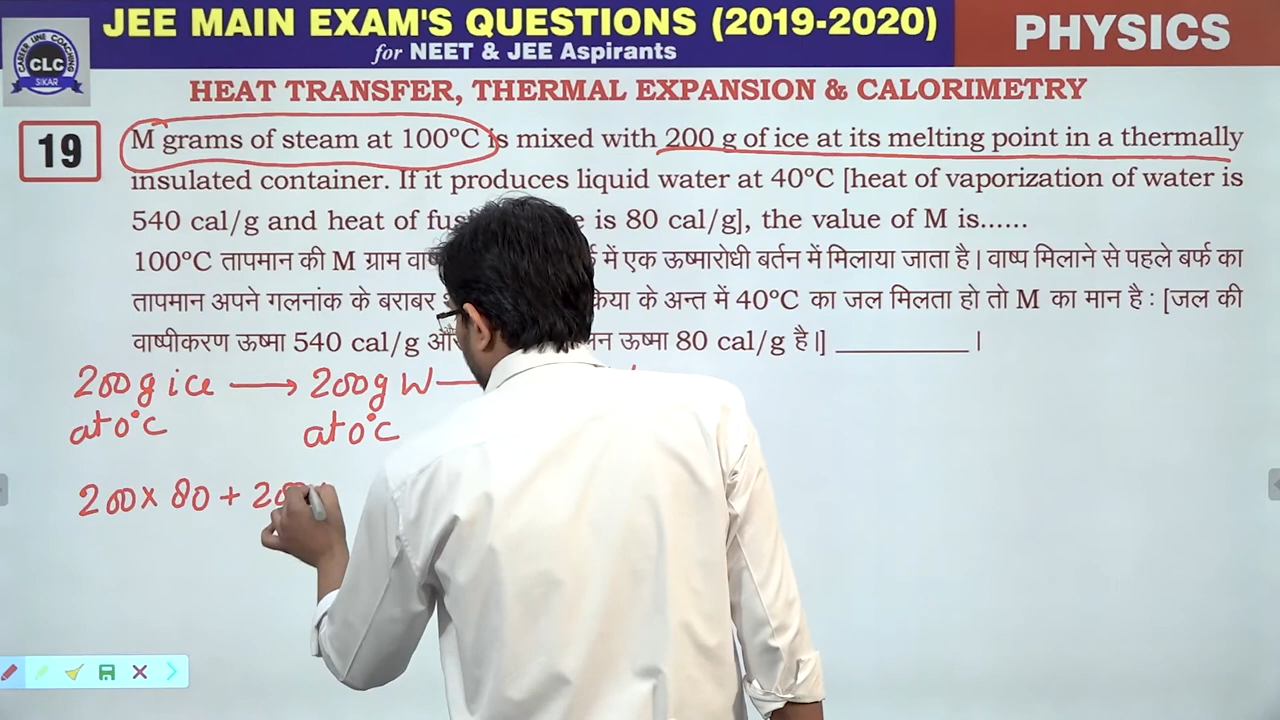 JEE MAIN EXAM'S QUESTIONS (2019-2020)
for NEET & JEE Aspirants
PHYSICS
CAREER LINE COACHING
CLC
SIKAR
HEAT TRANSFER, THERMAL EXPANSION & CALORIMETRY
19
M grams of steam at 100°C is mixed with 200 g of ice at its melting point in a thermally
insulated container. If it produces liquid water at 40°C [heat of vaporization of water is
540 cal/g and heat of is 80 cal/g], the value of M is......
100°C तापमान की M ग्राम में एक ऊष्मारोधी बर्तन में मिलाया जाता है। वाष्प मिलाने से पहले बर्फ का
तापमान अपने गलनांक के बराबर के अन्त में 40°C का जल मिलता हो तो M का मान है : [जल की
वाष्पीकरण ऊष्मा 540 cal/g ऊष्मा 80 cal/g है।] __________ |
200g ice ⟶ 200g W
at 0°C at 0°C
200 × 80 +